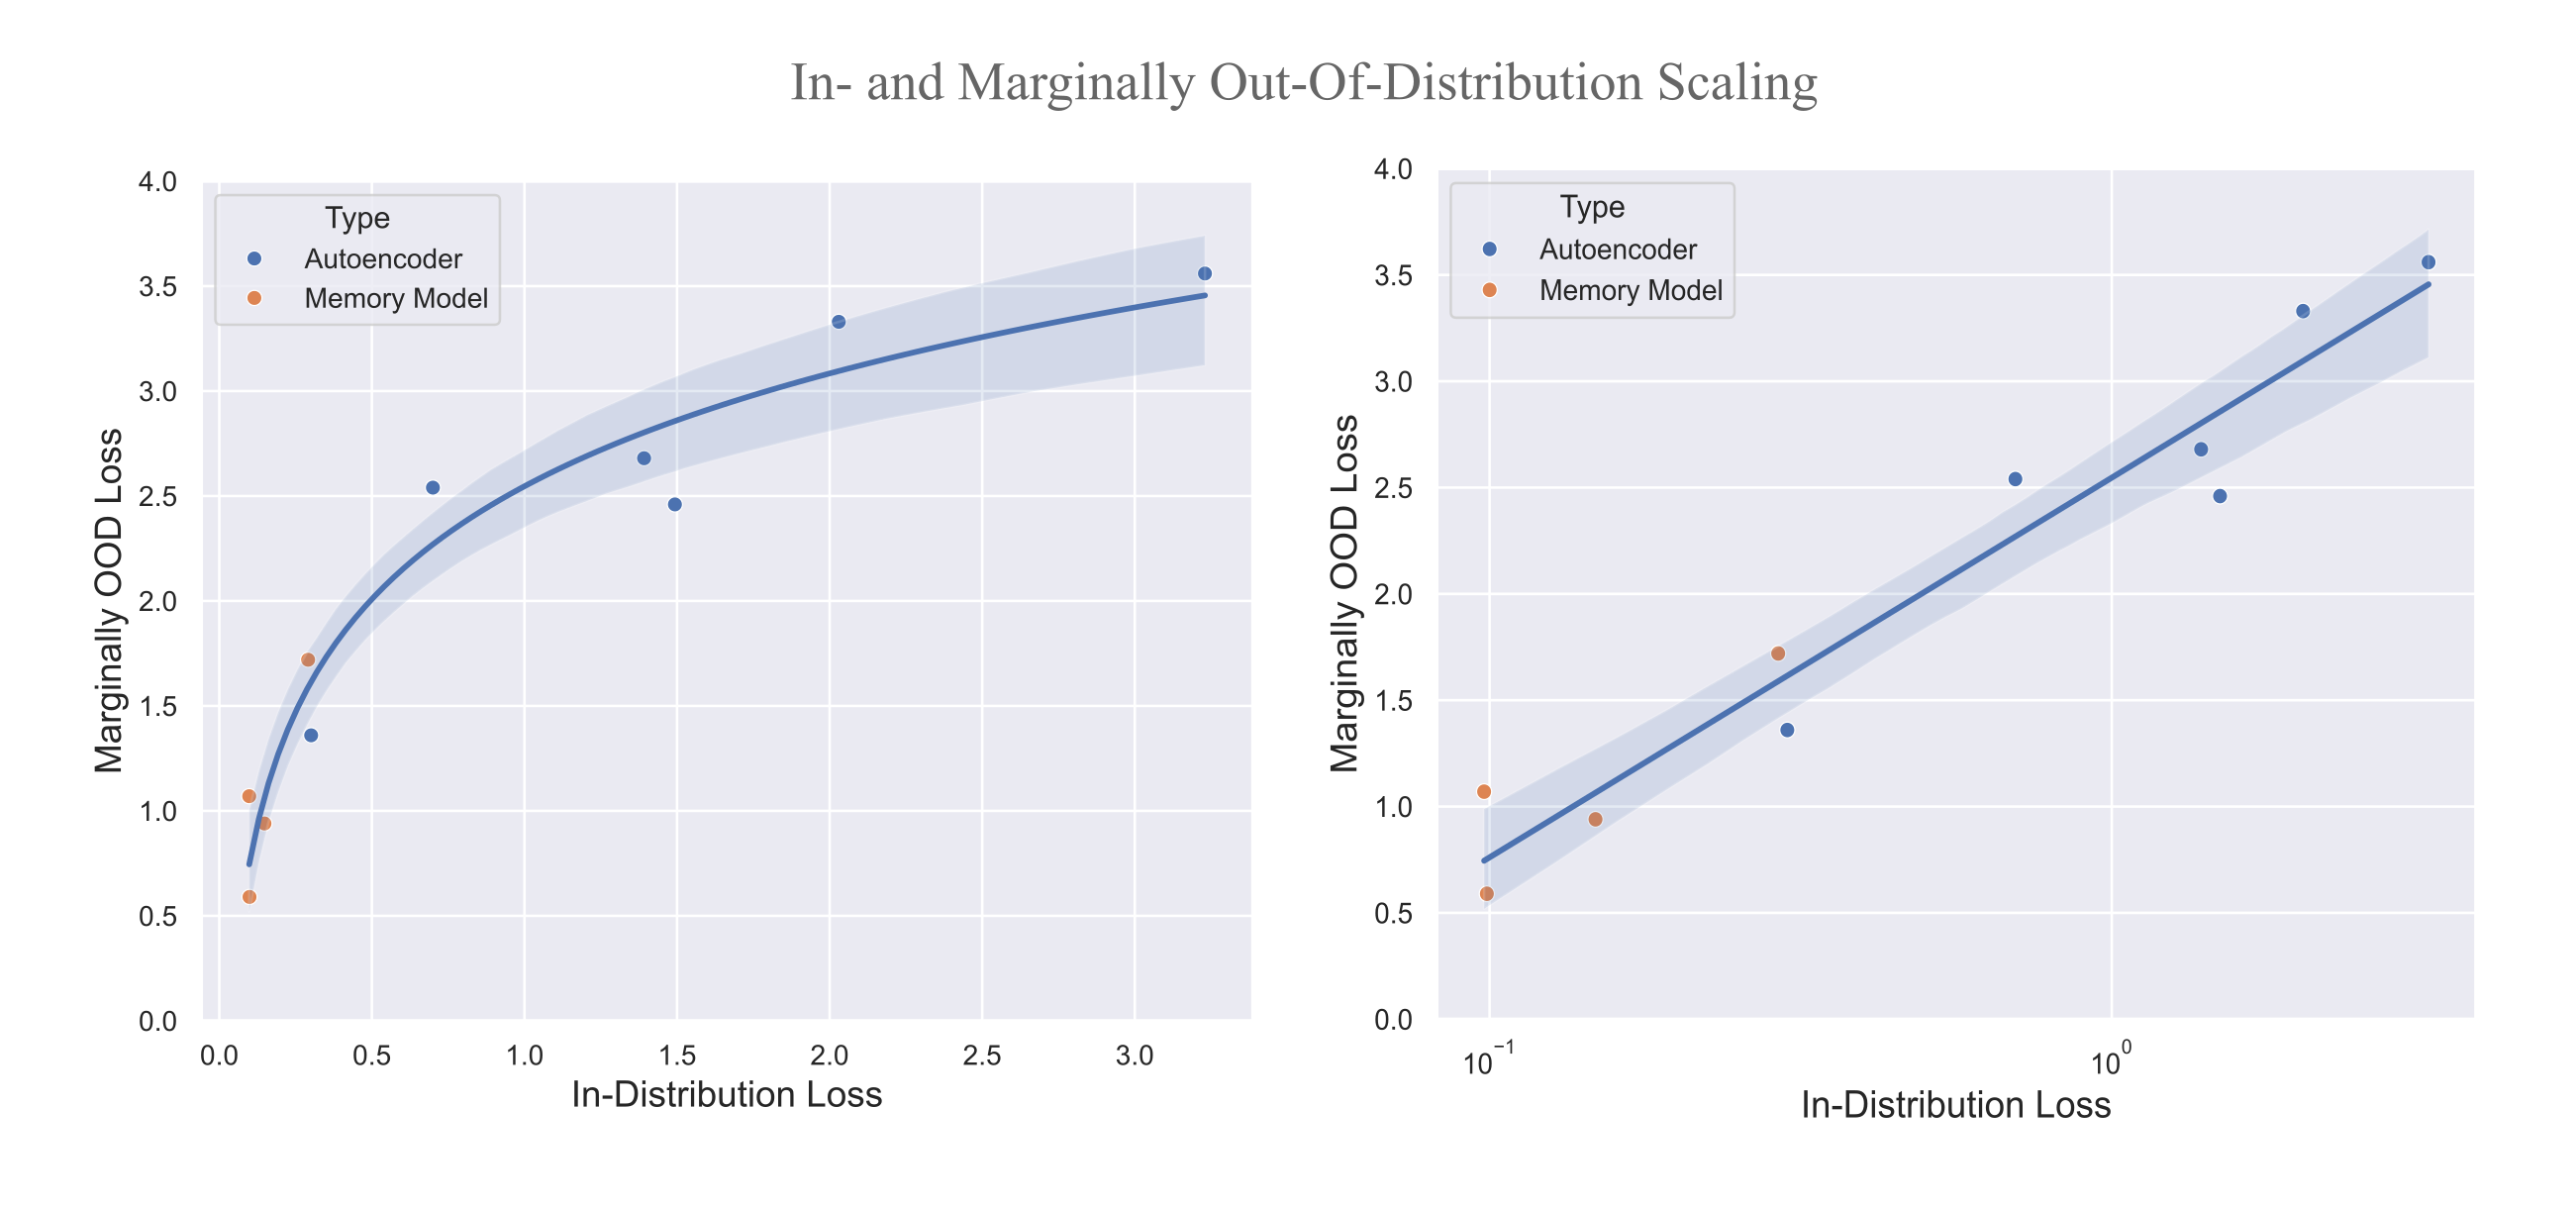 In- and Marginally Out-Of-Distribution Scaling
Type
Autoencoder
Memory Model
4.0
3.5
3.0
2.5
2.0
1.5
1.0
0.5
0.0
Marginally OOD Loss
0.0 0.5 1.0 1.5 2.0 2.5 3.0
In-Distribution Loss
Type
Autoencoder
Memory Model
4.0
3.5
3.0
2.5
2.0
1.5
1.0
0.5
0.0
Marginally OOD Loss
10⁻¹ 10⁰
In-Distribution Loss